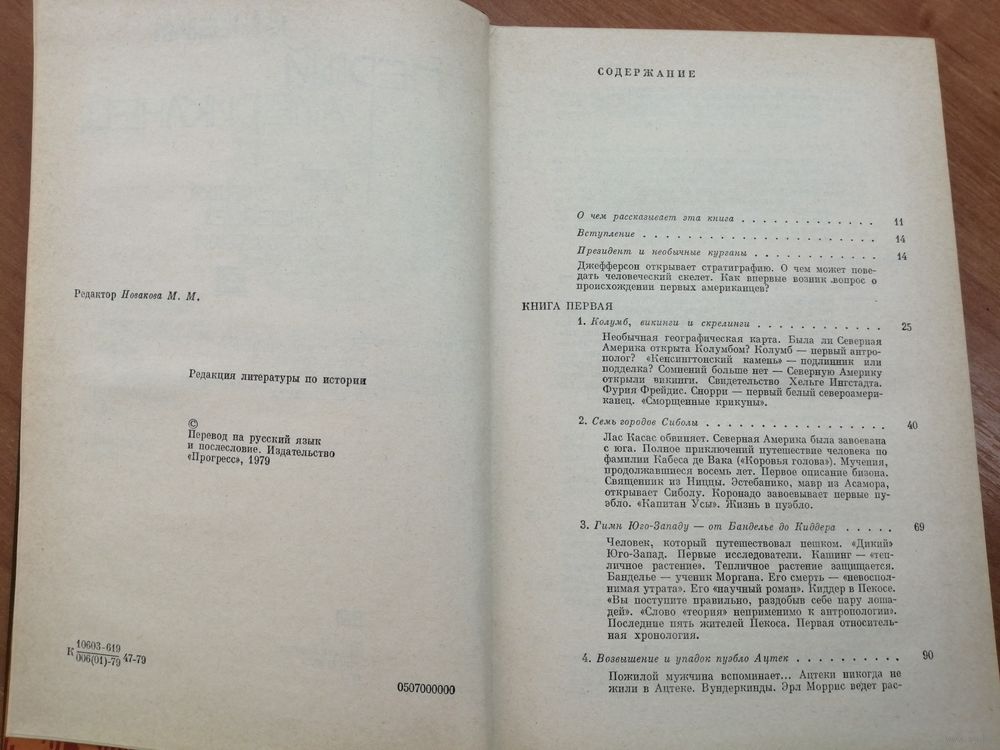 Редактор Новакова М. М.
Редакция литературы по истории
©
Перевод на русский язык
и послесловие. Издательство
«Прогресс», 1979
К 10603-619
006(01)-79 47-79
0507000000
СОДЕРЖАНИЕ
О чем рассказывает эта книга . . . . . . . . . . . . . 11
Вступление . . . . . . . . . . . . . . . . . . . . 14
Президент и необычные курганы . . . . . . . . . . . 14
Джефферсон открывает стратиграфию. О чем может пове-
дать человеческий скелет. Как впервые возник вопрос о
происхождении первых американцев?
КНИГА ПЕРВАЯ
1. Колумб, викинги и скрелинги . . . . . . . . . . . 25
Необычная географическая карта. Была ли Северная
Америка открыта Колумбом? Колумб — первый антро-
полог? «Кенсингтонский камень» — подлинник или
подделка? Сомнений больше нет — Северную Америку
открыли викинги. Свидетельство Хельге Ингстадта.
Фурия Фрейдис. Снорри — первый белый североамери-
канец. «Сморщенные крикуны».
2. Семь городов Сиболы . . . . . . . . . . . . . . . . 40
Лас Касас обвиняет. Северная Америка была завоевана
с юга. Полное приключений путешествие человека по
фамилии Кабеса де Вака («Коровья голова»). Мучения,
продолжавшиеся восемь лет. Первое описание бизона.
Священник из Ниццы. Эстебанико, мавр из Асамора,
открывает Сиболу. Коронадо завоевывает первые пу-
эбло. «Капитан Усы». Жизнь в пуэбло.
3. Гимн Юго-Западу — от Банделье до Киддера . . . . . 69
Человек, который путешествовал пешком. «Дикий»
Юго-Запад. Первые исследователи. Кашинг — «теп-
личное растение». Тепличное растение защищается.
Банделье — ученик Моргана. Его смерть — «невоспол-
нимая утрата». Его «научный роман». Киддер в Пекосе.
«Вы поступите правильно, раздобыв себе пару лоша-
дей». «Слово «теория» неприменимо к антропологии».
Последние пять жителей Пекоса. Первая относитель-
ная хронология.
4. Возвышение и упадок пуэбло Ацтек . . . . . . . . . . 90
Пожилой мужчина вспоминает... Ацтеки никогда не
жили в Ацтеке. Вундеркинды. Эрл Моррис ведет рас-